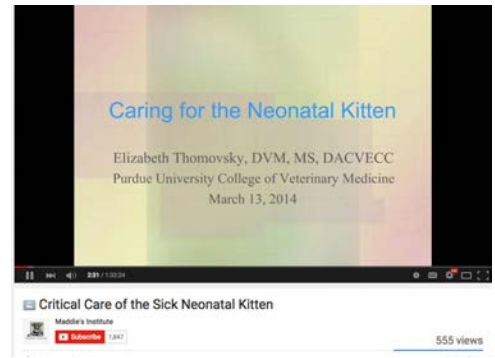 Caring for the Neonatal Kitten
Elizabeth Thomovsky, DVM, MS, DACVECC
Purdue University College of Veterinary Medicine
March 13, 2014
2:31 / 1:33:24
Critical Care of the Sick Neonatal Kitten
Maddie's Institute
Subscribe 1,847
555 views